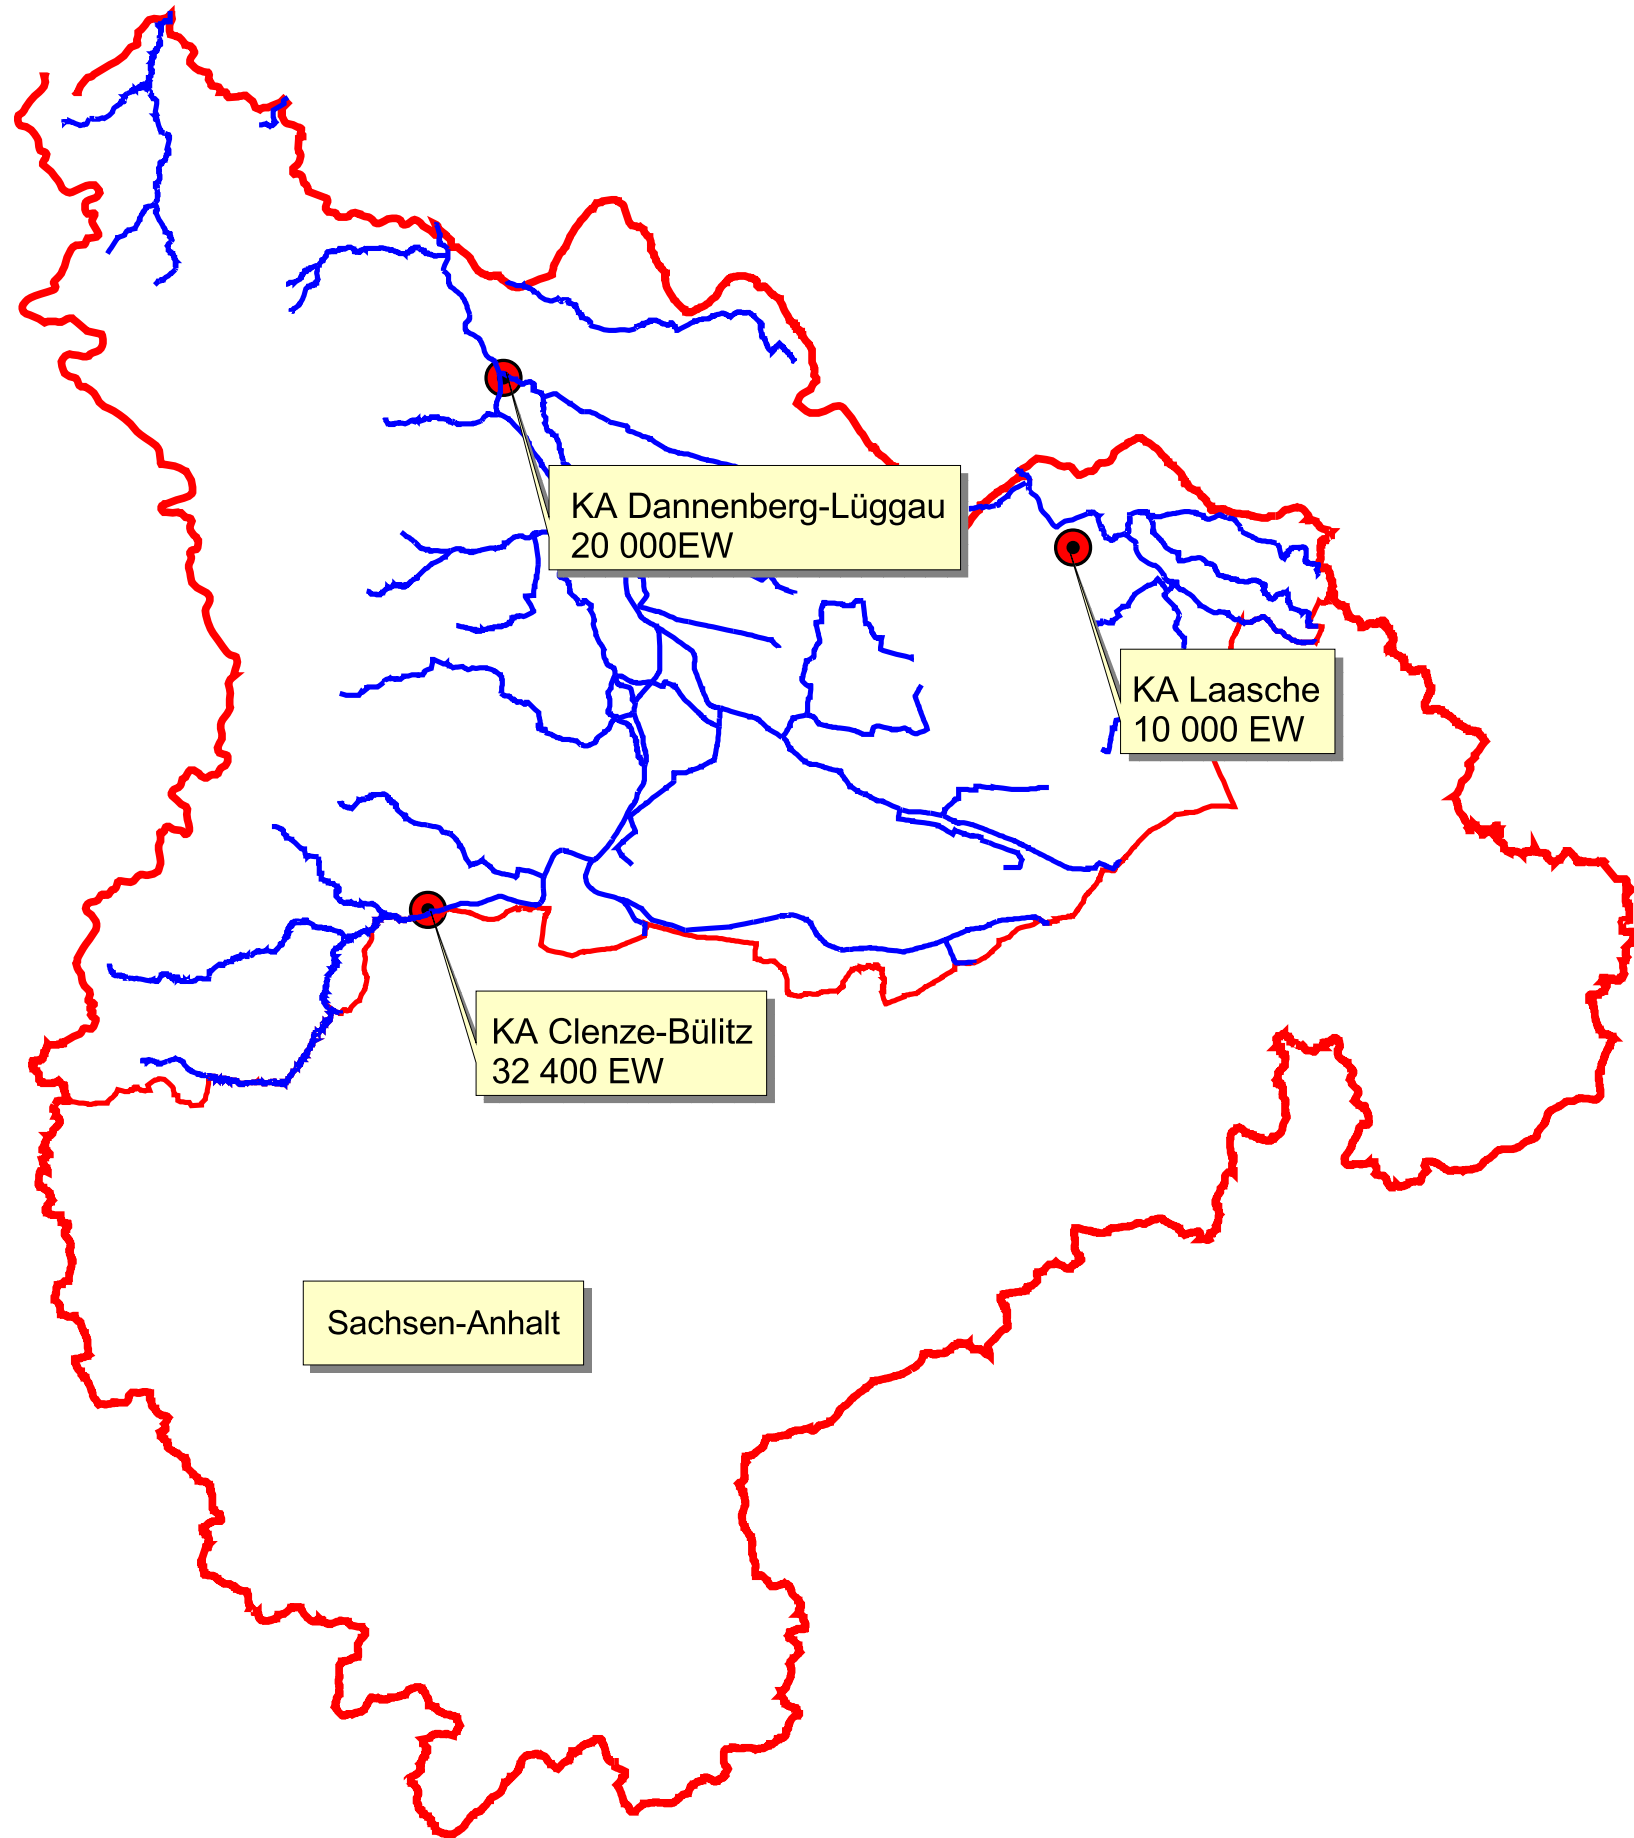 KA Dannenberg-Lüggau
20 000EW
KA Laasche
10 000 EW
KA Clenze-Bülitz
32 400 EW
Sachsen-Anhalt